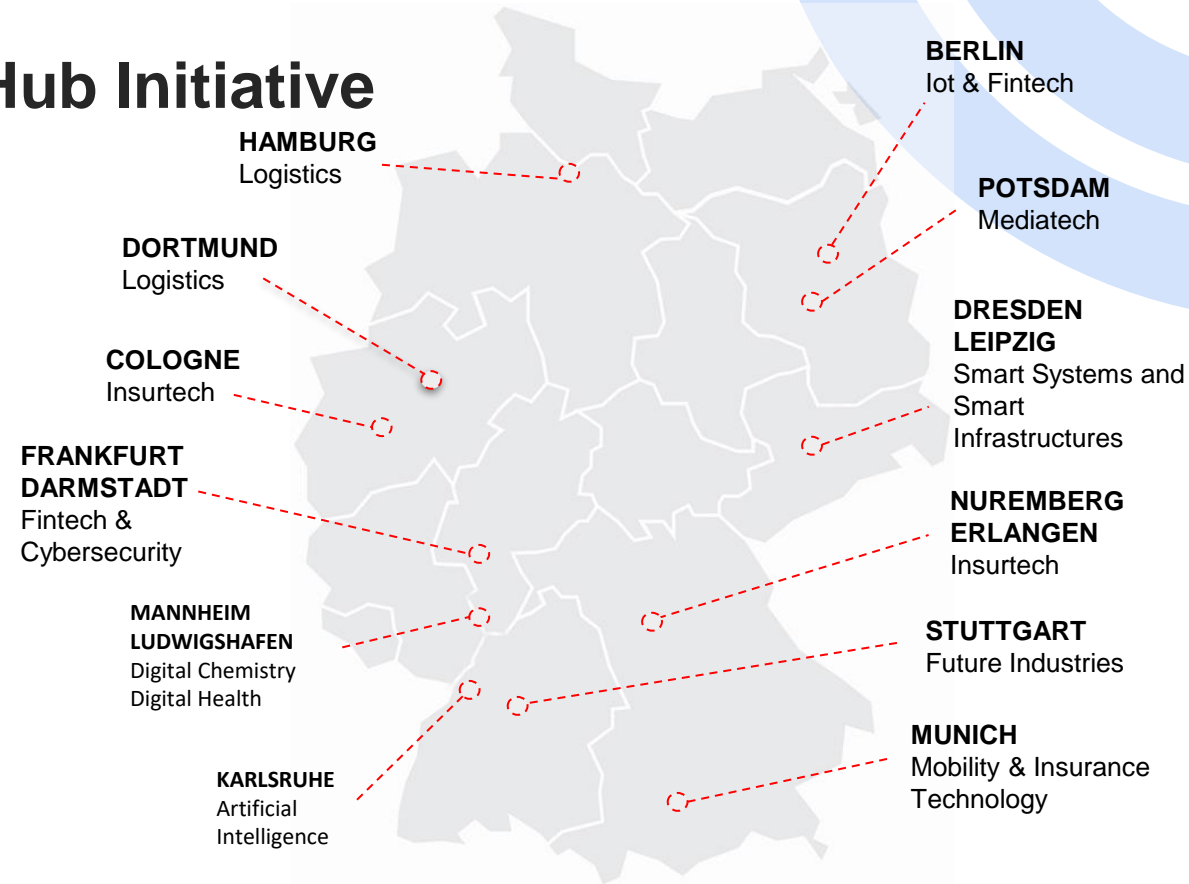 Hub Initiative
HAMBURG
Logistics
DORTMUND
Logistics
COLOGNE
Insurtech
FRANKFURT
DARMSTADT
Fintech &
Cybersecurity
MANNHEIM
LUDWIGSHAFEN
Digital Chemistry
Digital Health
KARLSRUHE
Artificial
Intelligence
BERLIN
Iot & Fintech
POTSDAM
Mediatech
DRESDEN
LEIPZIG
Smart Systems and
Smart
Infrastructures
NUREMBERG
ERLANGEN
Insurtech
STUTTGART
Future Industries
MUNICH
Mobility & Insurance
Technology